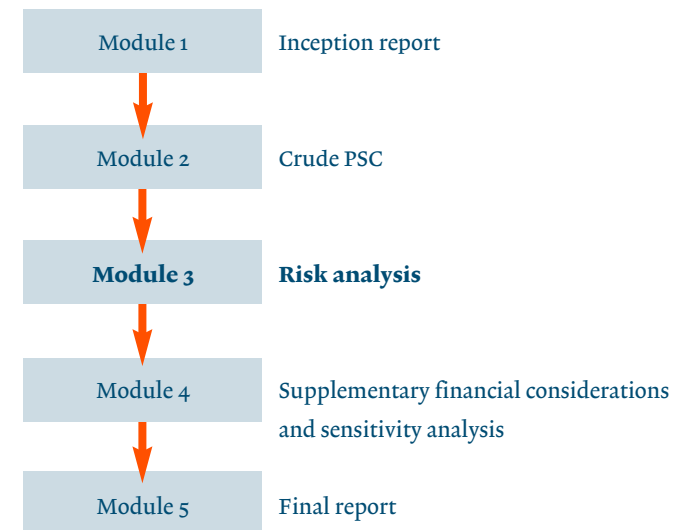 Module 1 Inception report
Module 2 Crude PSC
Module 3 Risk analysis
Module 4 Supplementary financial considerations
and sensitivity analysis
Module 5 Final report